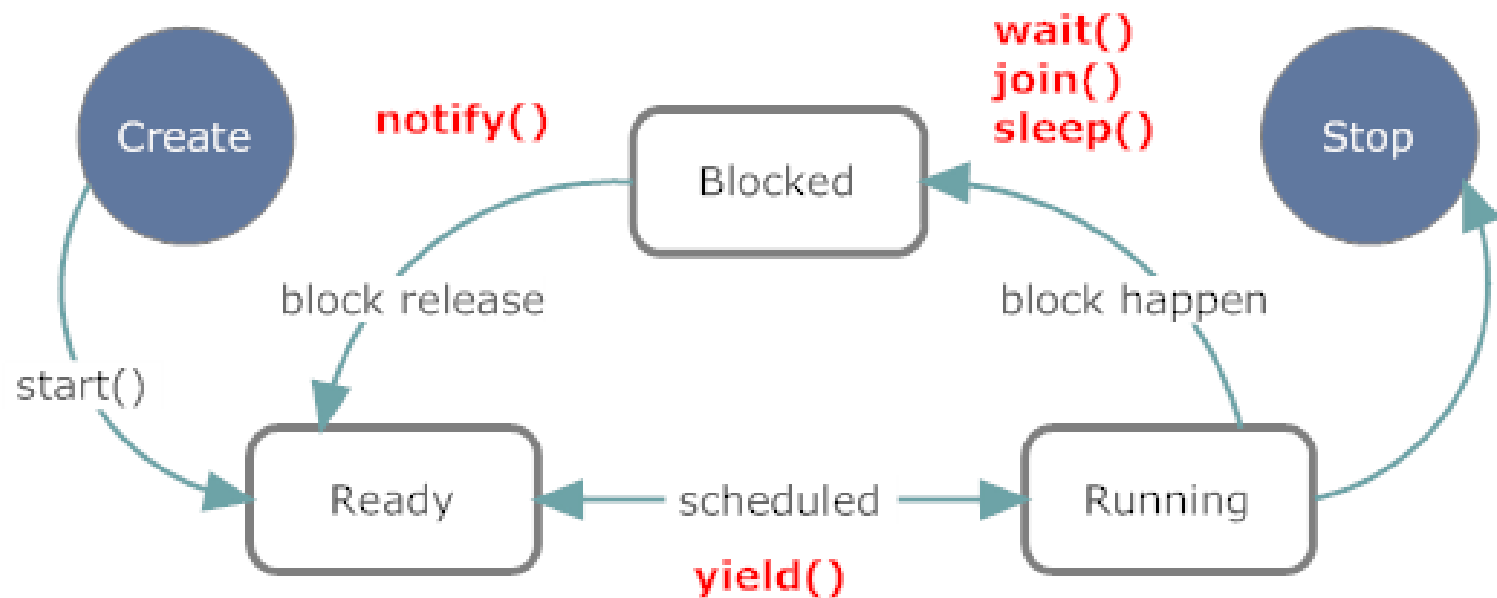 wait()
join()
sleep()
notify()
Create
Stop
Blocked
block release
block happen
start()
Ready
scheduled
Running
yield()